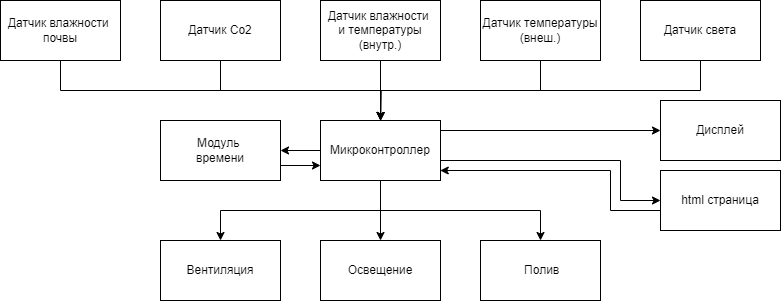 Датчик влажности
почвы
Датчик Co2
Датчик влажности
и температуры
(внутр.)
Датчик температуры
(внеш.)
Датчик света
Модуль
времени
Микроконтроллер
Дисплей
html страница
Вентиляция
Освещение
Полив